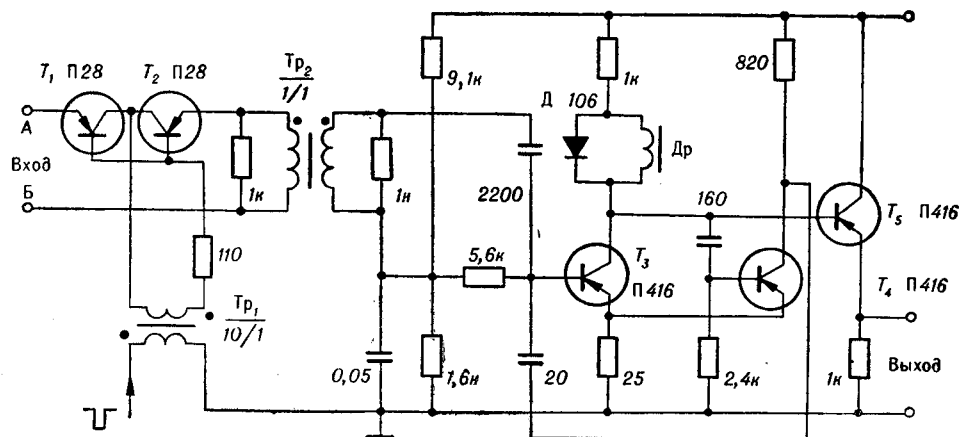 T₁ П28
T₂ П28
Тр₂
1/1
А
Вход
Б
1к
1н
110
Тр₁
10/1
9,1к
2200
5,6к
0,05
1,6н
20
1к
Д 106
Др
T₃
П416
25
160
2,4к
820
T₅ П416
T₄ П416
1к
Выход